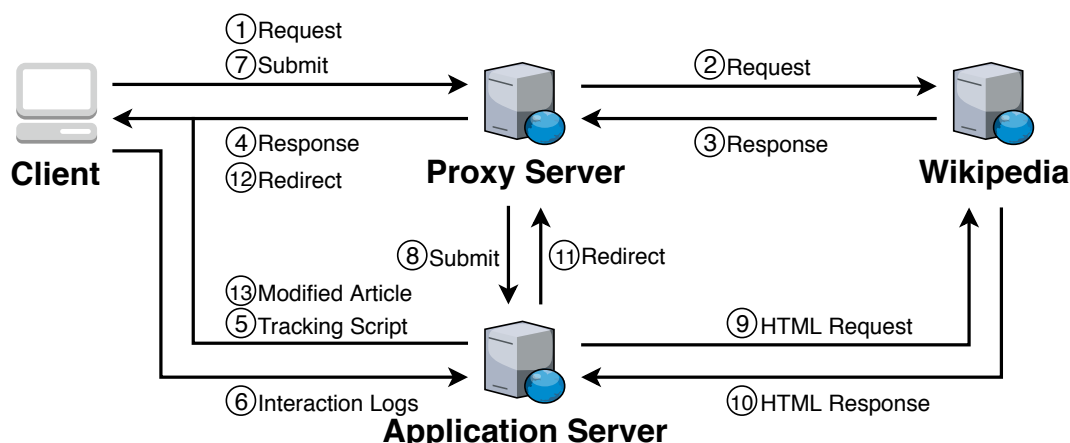 ①Request
⑦Submit
②Request
④Response
⑫Redirect
③Response
Client
Proxy Server
Wikipedia
⑧Submit
⑪Redirect
⑬Modified Article
⑤Tracking Script
⑨HTML Request
⑥Interaction Logs
⑩HTML Response
Application Server